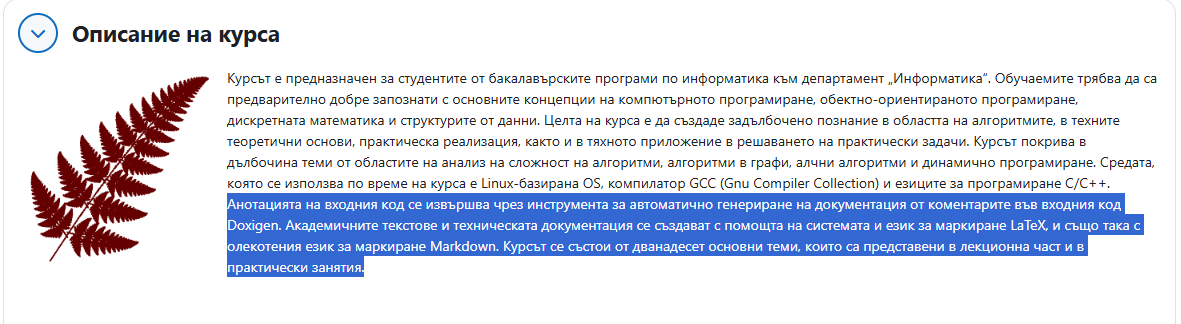 Описание на курса
Курсът е предназначен за студентите от бакалавърските програми по информатика към департамент „Информатика“. Обучаемите трябва да са
предварително добре запознати с основните концепции на компютърното програмиране, обектно-ориентираното програмиране,
дискретната математика и структурите от данни. Целта на курса е да създаде задълбочено познание в областта на алгоритмите, в техните
теоретични основи, практическа реализация, както и в тяхното приложение в решаването на практически задачи. Курсът покрива в
дълбочина теми от областите на анализ на сложност на алгоритми, алгоритми в графи, алчни алгоритми и динамично програмиране. Средата,
която се използва по време на курса е Linux-базирана OS, компилатор GCC (Gnu Compiler Collection) и езиците за програмиране C/C++.
Анотацията на входния код се извършва чрез инструмента за автоматично генериране на документация от коментарите във входния код
Doxigen. Академичните текстове и техническата документация се създават с помощта на системата и език за маркиране LaTeX, и също така с
олекотения език за маркиране Markdown. Курсът се състои от дванадесет основни теми, които са представени в лекционна част и в
практически занятия.